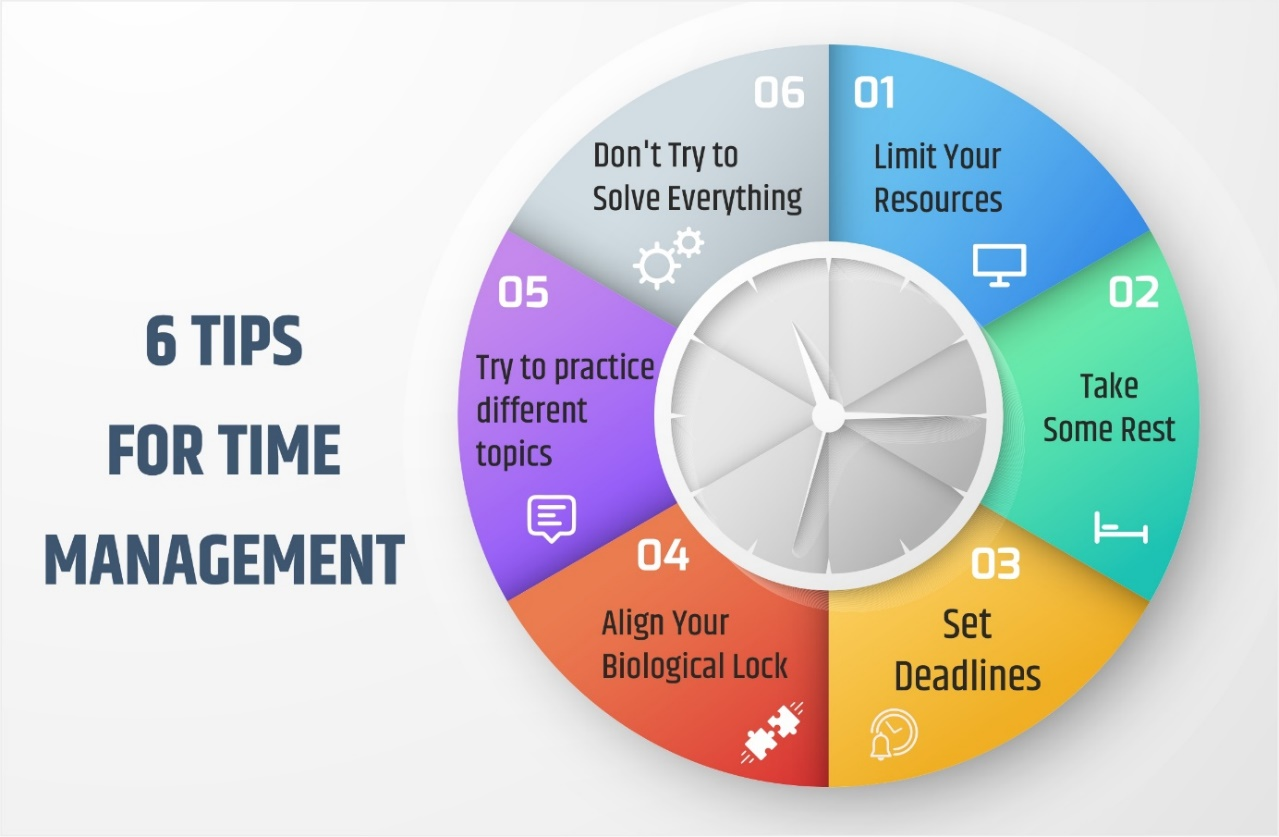 6 TIPS
FOR TIME
MANAGEMENT
01
Limit Your
Resources
02
Take
Some Rest
03
Set
Deadlines
04
Align Your
Biological Lock
05
Try to practice
different
topics
06
Don't Try to
Solve Everything